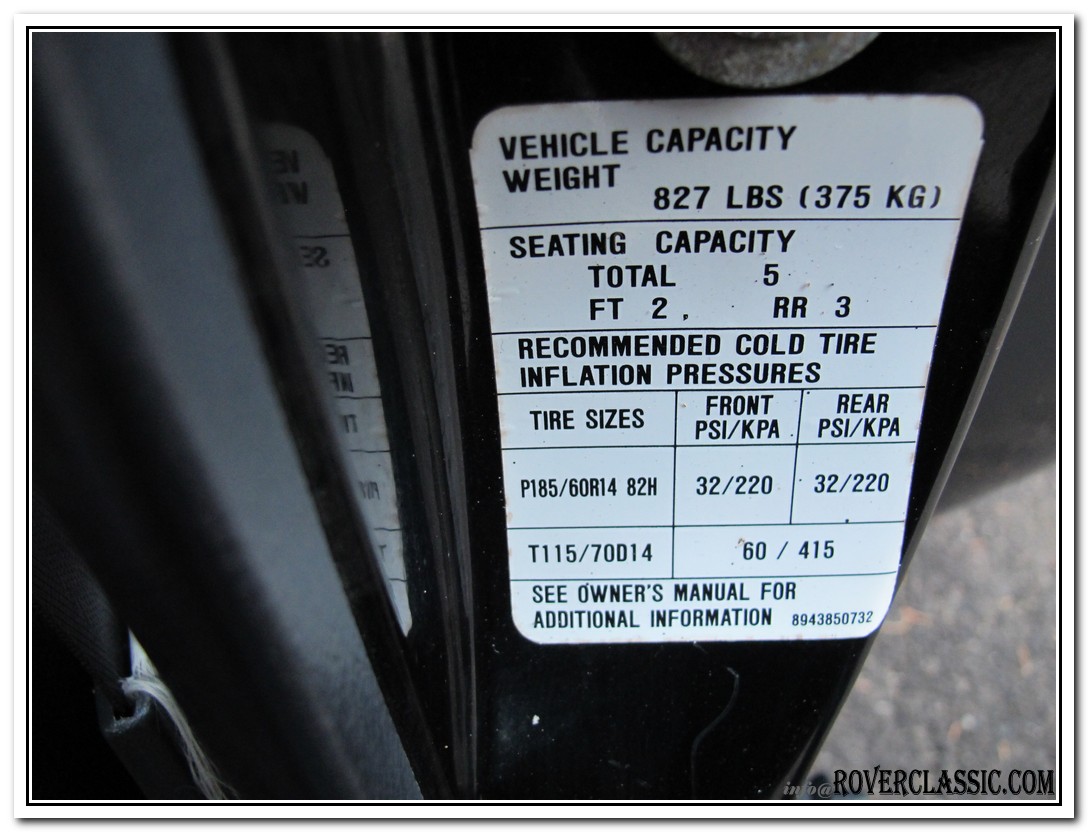 VEHICLE CAPACITY
WEIGHT
827 LBS (375 KG)
SEATING CAPACITY
TOTAL 5
FT 2, RR 3
RECOMMENDED COLD TIRE
INFLATION PRESSURES
TIRE SIZES FRONT PSI/KPA REAR PSI/KPA
P185/60R14 82H 32/220 32/220
T115/70D14 60 / 415
SEE OWNER'S MANUAL FOR
ADDITIONAL INFORMATION 8943850732
info@ROVERCLASSIC.COM